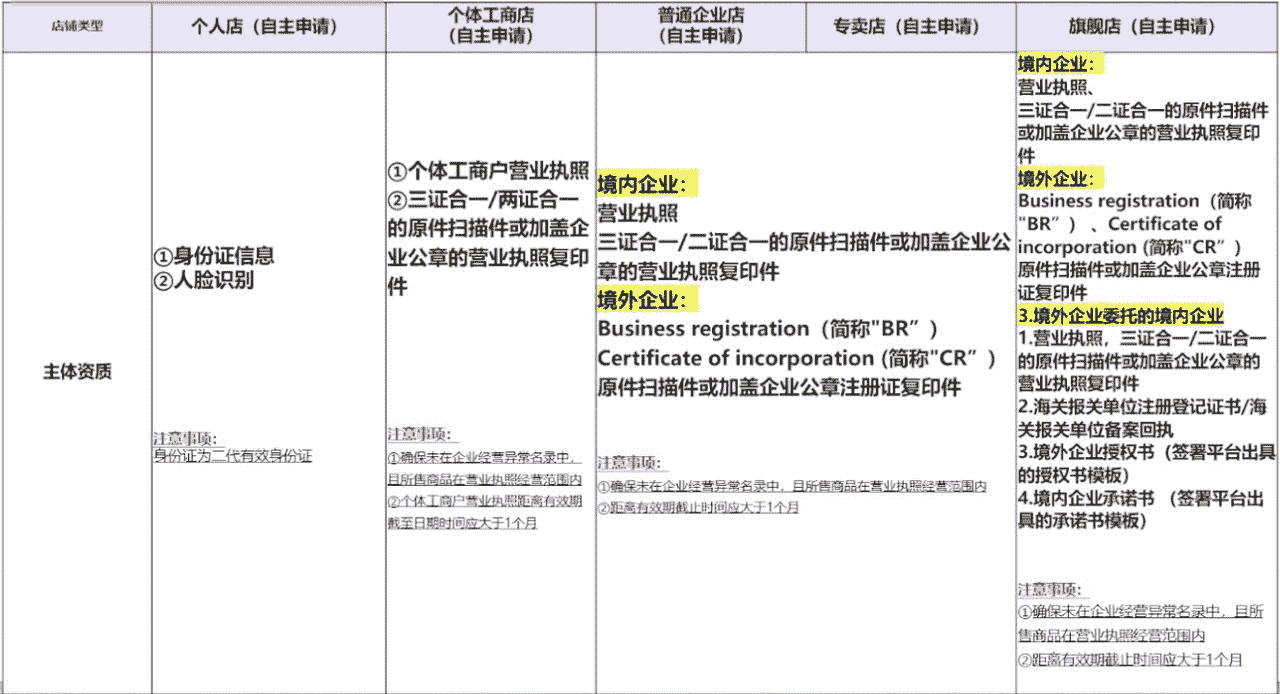 店铺类型
个人店（自主申请）
个体工商店
（自主申请）
普通企业店
（自主申请）
专卖店（自主申请）
旗舰店（自主申请）
主体资质
①身份证信息
②人脸识别
注意事项：
身份证为二代有效身份证
①个体工商户营业执照
②三证合一/两证合一
的原件扫描件或加盖企
业公章的营业执照复印
件
注意事项：
①确保未在企业经营异常名录中，
且所售商品在营业执照经营范围内
②个体工商户营业执照距离有效期
截至日期时间应大于1个月
境内企业：
营业执照
三证合一/二证合一的原件扫描件或加盖企业公
章的营业执照复印件
境外企业：
Business registration（简称"BR”）
Certificate of incorporation (简称"CR”）
原件扫描件或加盖企业公章注册证复印件
注意事项：
①确保未在企业经营异常名录中，且所售商品在营业执照经营范围内
②距离有效期截止时间应大于1个月
境内企业：
营业执照、
三证合一/二证合一的原件扫描件
或加盖企业公章的营业执照复印
件
境外企业：
Business registration（简称
"BR”）、Certificate of
incorporation (简称"CR”）
原件扫描件或加盖企业公章注册
证复印件
3.境外企业委托的境内企业
1.营业执照，三证合一/二证合一
的原件扫描件或加盖企业公章的
营业执照复印件
2.海关报关单位注册登记证书/海
关报关单位备案回执
3.境外企业授权书（签署平台出具
的授权书模板）
4.境内企业承诺书 （签署平台出
具的承诺书模板）
注意事项：
①确保未在企业经营异常名录中，且所
售商品在营业执照经营范围内
②距离有效期截止时间应大于1个月